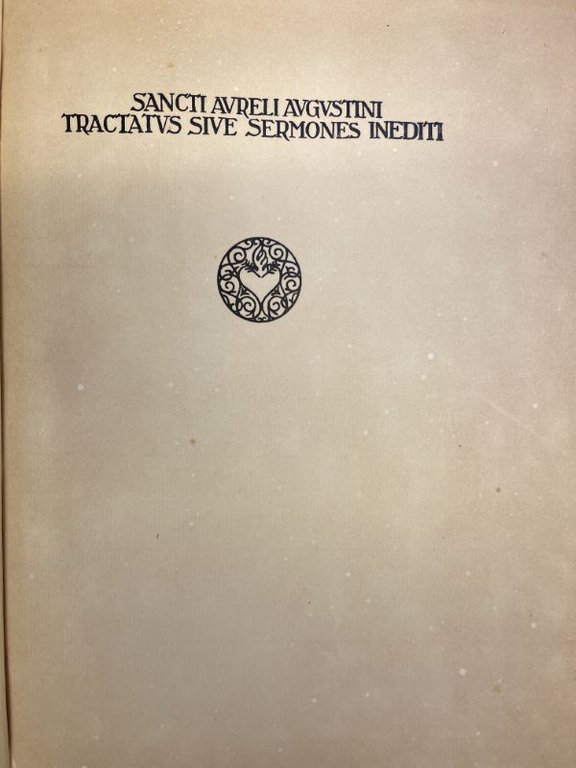 SANCTI AVRELI AVGVSTINI
TRACTATVS SIVE SERMONES INEDITI